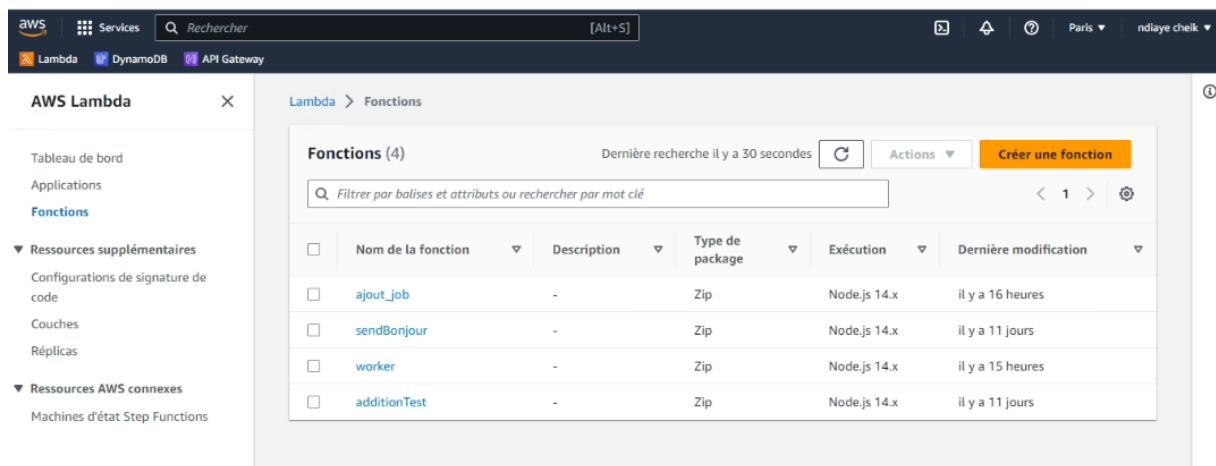 aws Services Rechercher [Alt+S] Paris ndiaye cheik
Lambda DynamoDB API Gateway
AWS Lambda
Tableau de bord
Applications
Fonctions
Ressources supplémentaires
Configurations de signature de
code
Couches
Réplicas
Ressources AWS connexes
Machines d'état Step Functions
Lambda > Fonctions
Fonctions (4) Dernière recherche il y a 30 secondes Actions Créer une fonction
Filtrer par balises et attributs ou rechercher par mot clé < 1 >
Nom de la fonction Description Type de package Exécution Dernière modification
ajout_job - Zip Node.js 14.x il y a 16 heures
sendBonjour - Zip Node.js 14.x il y a 11 jours
worker - Zip Node.js 14.x il y a 15 heures
additionTest - Zip Node.js 14.x il y a 11 jours